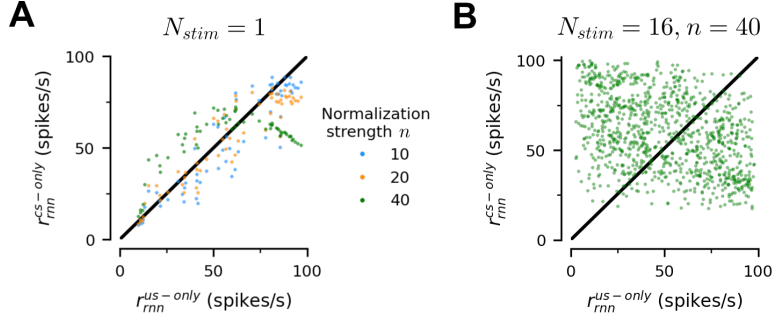 A
N_stim = 1
100
50
0
0
50
100
r_rnn^cs−only (spikes/s)
r_rnn^us−only (spikes/s)
Normalization
strength n
10
20
40
B
N_stim = 16, n = 40
100
50
0
0
50
100
r_rnn^cs−only (spikes/s)
r_rnn^us−only (spikes/s)